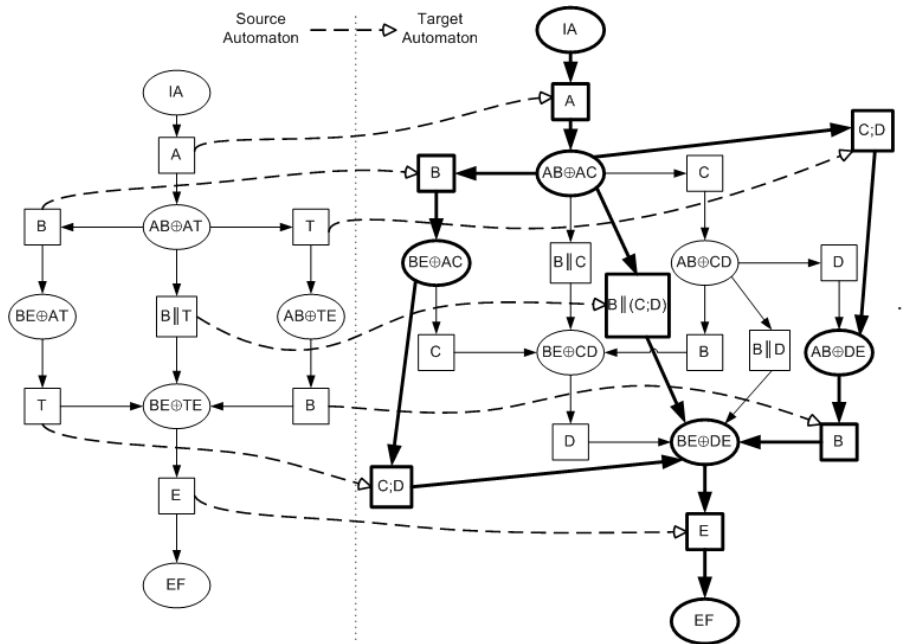 Source
Automaton
Target
Automaton
IA
A
AB⊕AT
B
T
BE⊕AT
B‖T
AB⊕TE
T
BE⊕TE
B
E
EF
IA
A
C;D
B
AB⊕AC
C
BE⊕AC
B‖C
AB⊕CD
D
B‖(C;D)
C
BE⊕CD
B
B‖D
AB⊕DE
D
BE⊕DE
B
C;D
E
EF
.